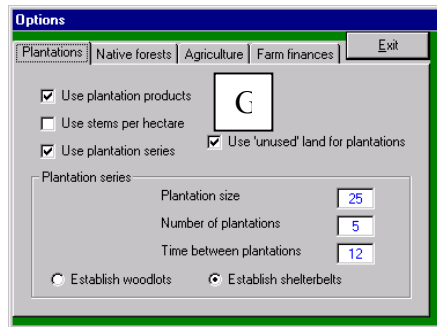 Options
Exit
Plantations Native forests Agriculture Farm finances
Use plantation products
G
Use stems per hectare
Use 'unused' land for plantations
Use plantation series
Plantation series
Plantation size 25
Number of plantations 5
Time between plantations 12
Establish woodlots Establish shelterbelts